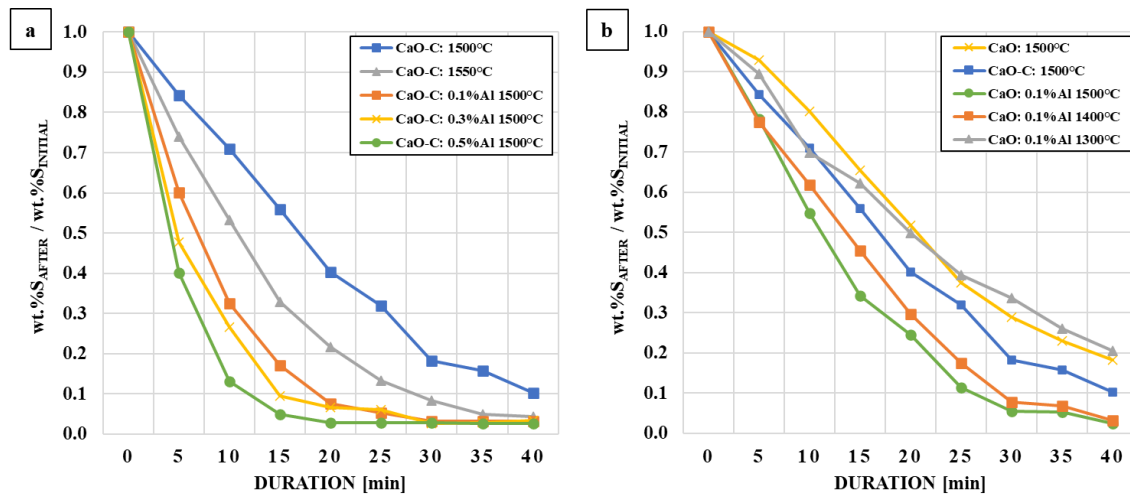 a
wt.%S_AFTER / wt.%S_INITIAL
1.0
0.9
0.8
0.7
0.6
0.5
0.4
0.3
0.2
0.1
0.0
CaO-C: 1500°C
CaO-C: 1550°C
CaO-C: 0.1%Al 1500°C
CaO-C: 0.3%Al 1500°C
CaO-C: 0.5%Al 1500°C
0 5 10 15 20 25 30 35 40
DURATION [min]
b
wt.%S_AFTER / wt.%S_INITIAL
1.0
0.9
0.8
0.7
0.6
0.5
0.4
0.3
0.2
0.1
0.0
CaO: 1500°C
CaO-C: 1500°C
CaO: 0.1%Al 1500°C
CaO: 0.1%Al 1400°C
CaO: 0.1%Al 1300°C
0 5 10 15 20 25 30 35 40
DURATION [min]